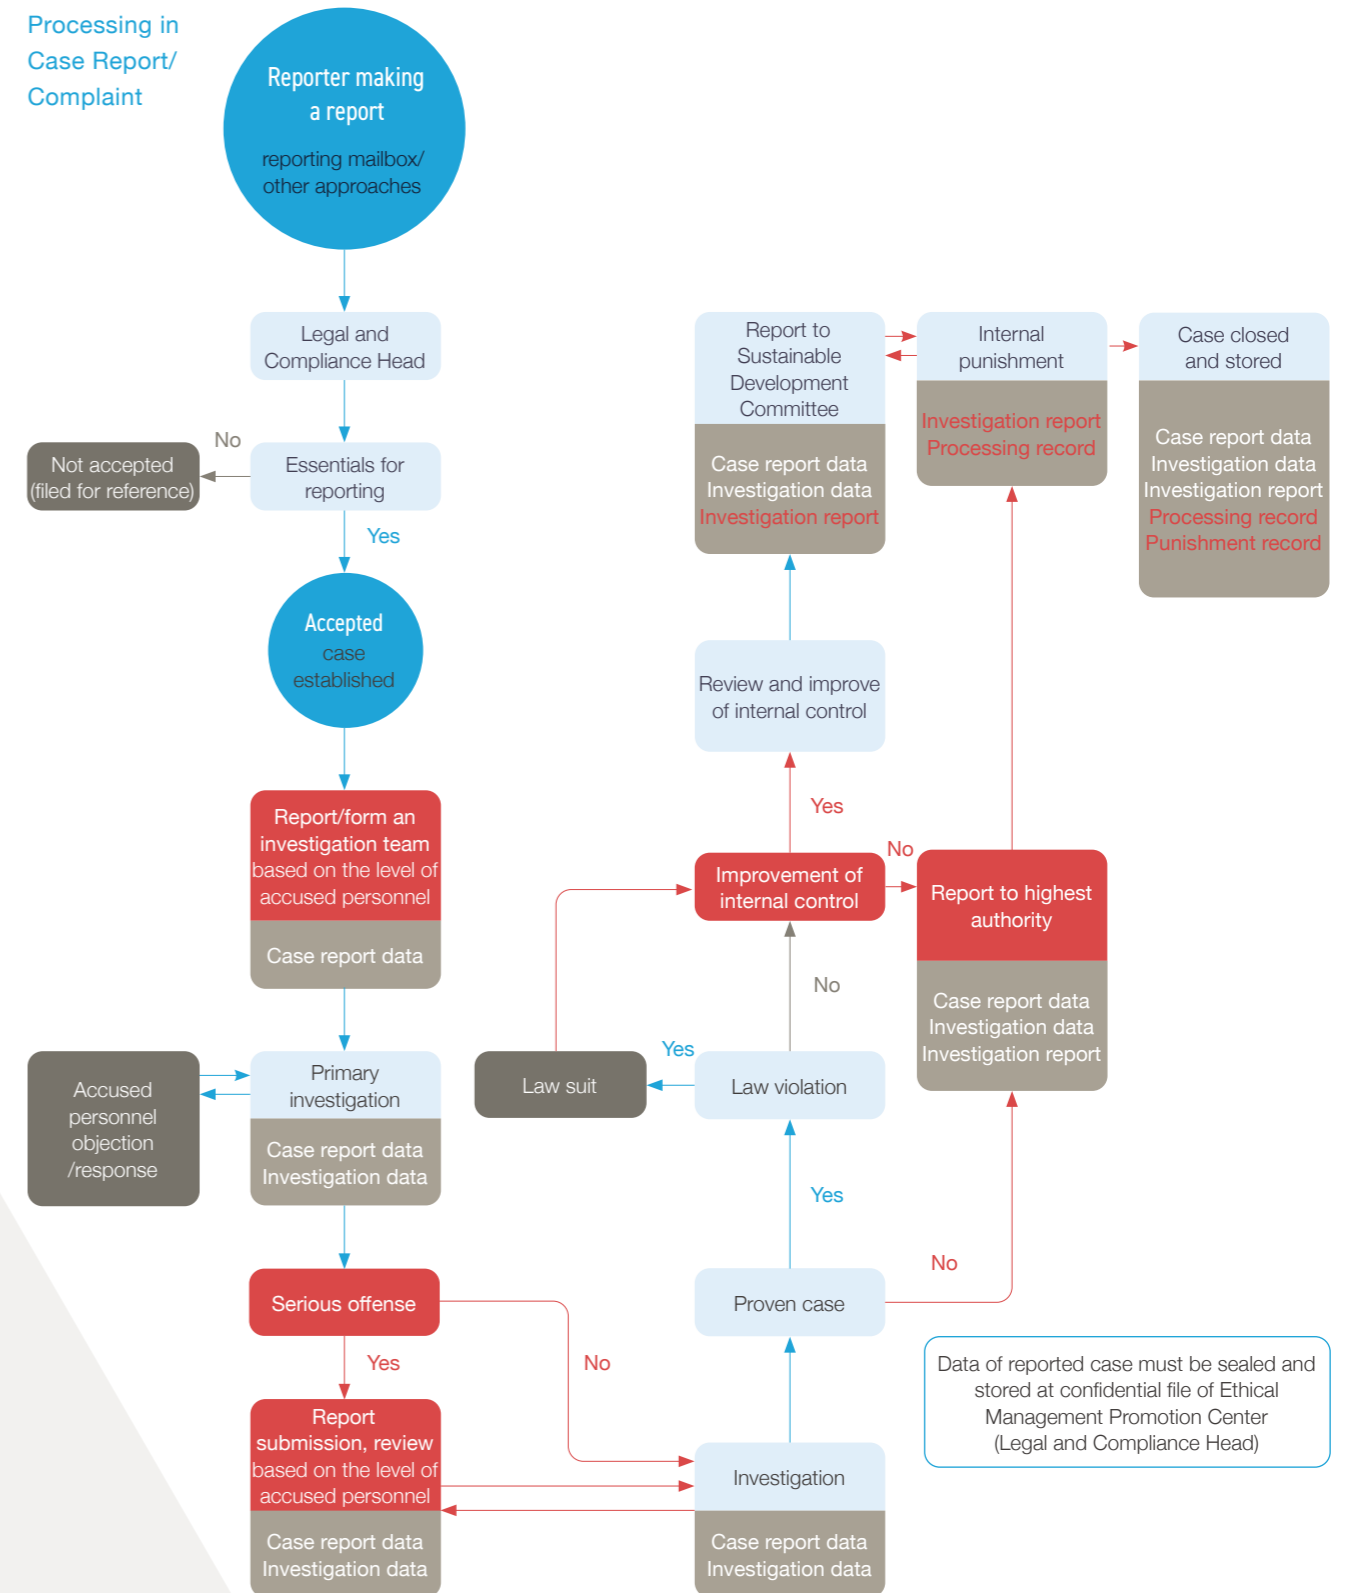 Processing in
Case Report/
Complaint
Reporter making
a report
reporting mailbox/
other approaches
Legal and
Compliance Head
Essentials for
reporting
No
Not accepted
(filed for reference)
Yes
Accepted
case
established
Report/form an
investigation team
based on the level of
accused personnel
Case report data
Primary
investigation
Case report data
Investigation data
Accused
personnel
objection
/response
Serious offense
Yes
No
Report
submission, review
based on the level of
accused personnel
Case report data
Investigation data
Investigation
Case report data
Investigation data
Proven case
Yes
No
Law violation
Yes
Law suit
No
Improvement of
internal control
No
Yes
Report to highest
authority
Case report data
Investigation data
Investigation report
Review and improve
of internal control
Report to
Sustainable
Development
Committee
Case report data
Investigation data
Investigation report
Internal
punishment
Investigation report
Processing record
Case closed
and stored
Case report data
Investigation data
Investigation report
Processing record
Punishment record
Data of reported case must be sealed and
stored at confidential file of Ethical
Management Promotion Center
(Legal and Compliance Head)